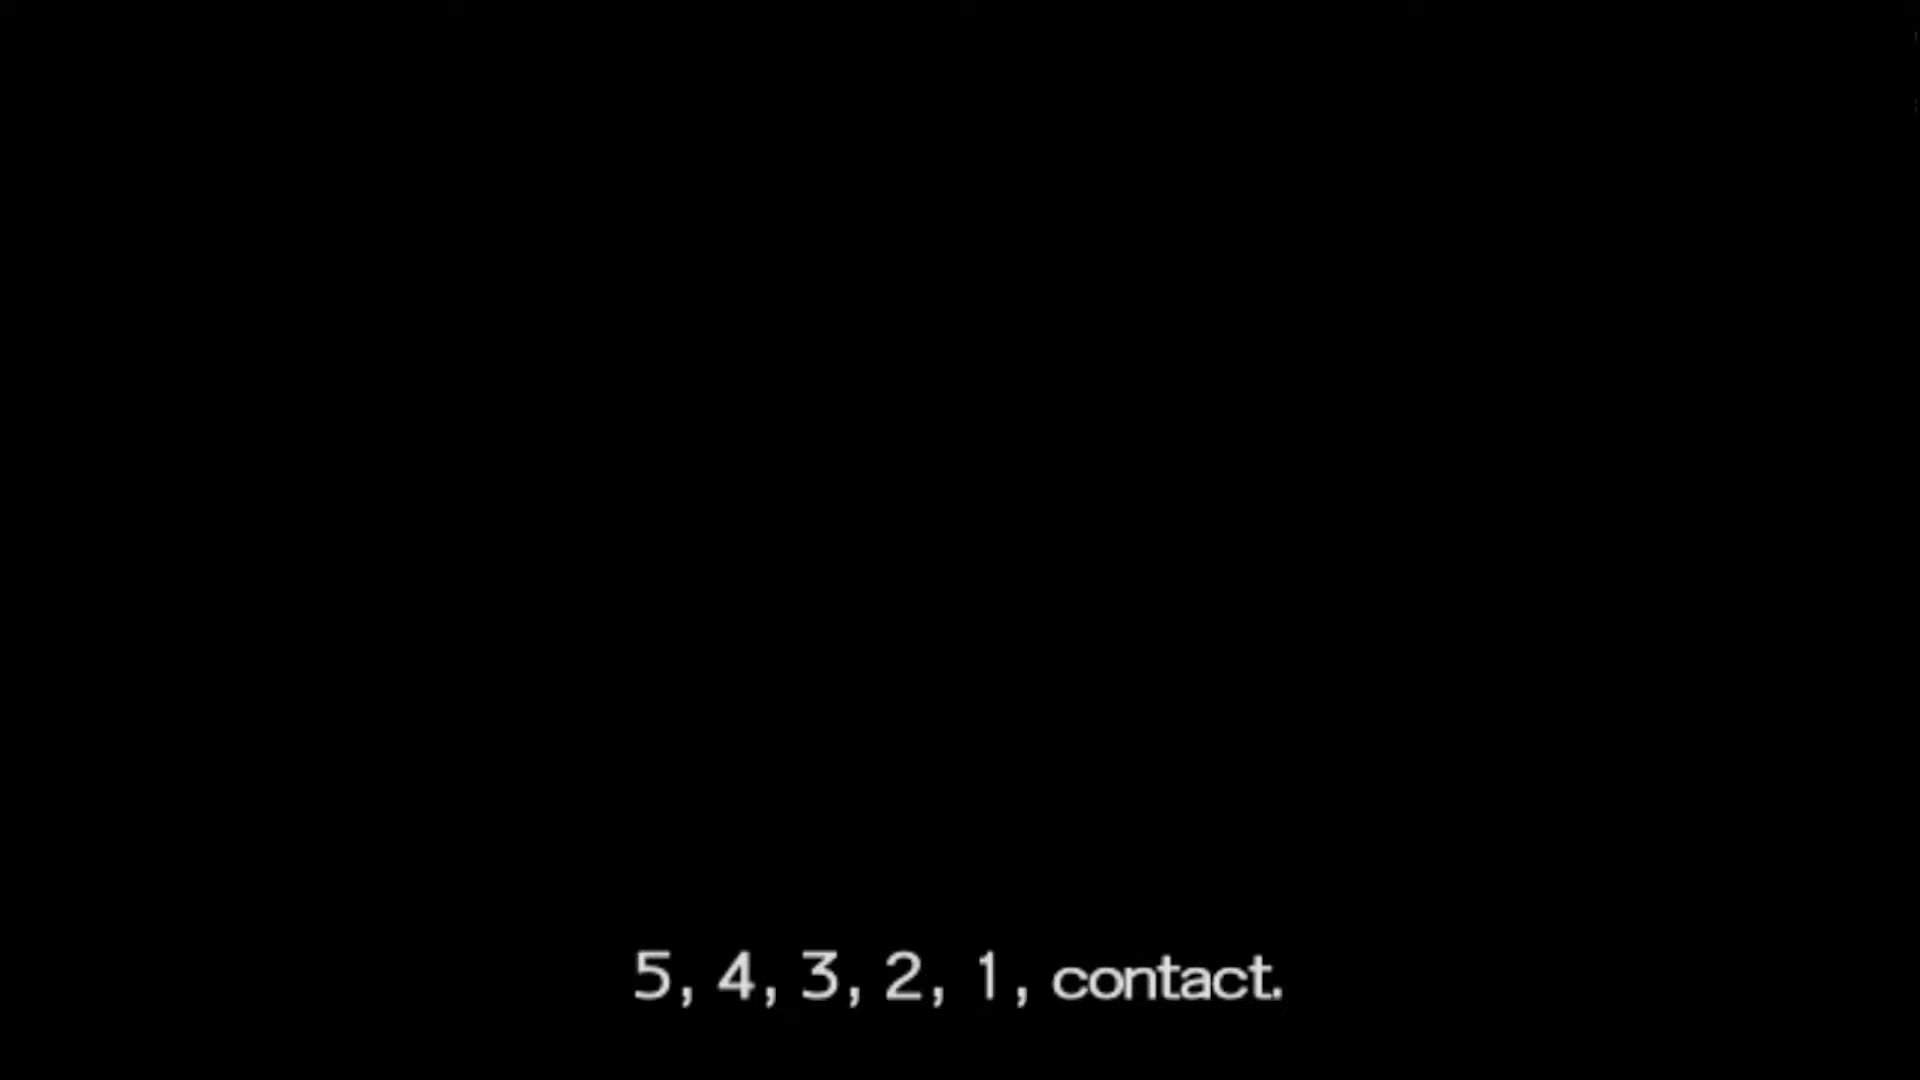 5, 4, 3, 2, 1, contact.